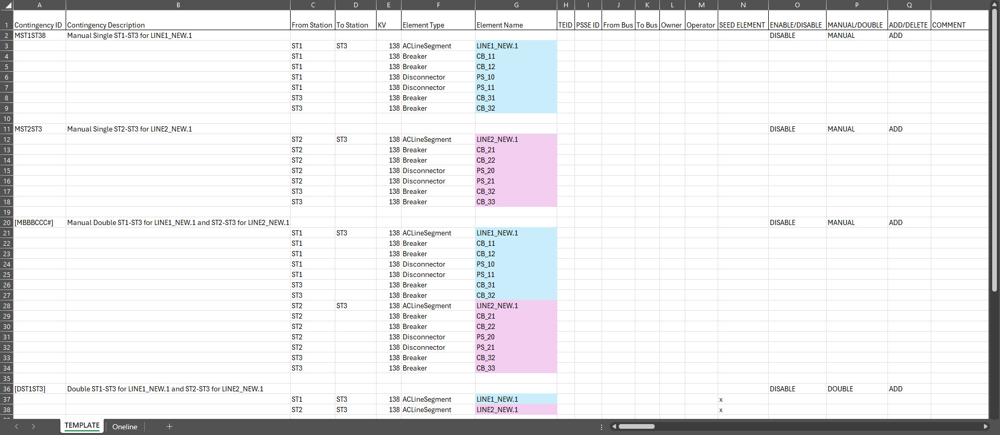 A B C D E F G H I J K L M N O P Q
1 Contingency ID Contingency Description From Station To Station KV Element Type Element Name TEID PSSE ID From Bus To Bus Owner Operator SEED ELEMENT ENABLE/DISABLE MANUAL/DOUBLE ADD/DELETE COMMENT
2 MST1ST38 Manual Single ST1-ST3 for LINE1_NEW.1 DISABLE MANUAL ADD
3 ST1 ST3 138 ACLineSegment LINE1_NEW.1
4 ST1 138 Breaker CB_11
5 ST1 138 Breaker CB_12
6 ST1 138 Disconnector PS_10
7 ST1 138 Disconnector PS_11
8 ST3 138 Breaker CB_31
9 ST3 138 Breaker CB_32
10
11 MST2ST3 Manual Single ST2-ST3 for LINE2_NEW.1 DISABLE MANUAL ADD
12 ST2 ST3 138 ACLineSegment LINE2_NEW.1
13 ST2 138 Breaker CB_21
14 ST2 138 Breaker CB_22
15 ST2 138 Disconnector PS_20
16 ST2 138 Disconnector PS_21
17 ST3 138 Breaker CB_32
18 ST3 138 Breaker CB_33
19
20 [MBBBCCC#] Manual Double ST1-ST3 for LINE1_NEW.1 and ST2-ST3 for LINE2_NEW.1 DISABLE MANUAL ADD
21 ST1 ST3 138 ACLineSegment LINE1_NEW.1
22 ST1 138 Breaker CB_11
23 ST1 138 Breaker CB_12
24 ST1 138 Disconnector PS_10
25 ST1 138 Disconnector PS_11
26 ST3 138 Breaker CB_31
27 ST3 138 Breaker CB_32
28 ST2 ST3 138 ACLineSegment LINE2_NEW.1
29 ST2 138 Breaker CB_21
30 ST2 138 Breaker CB_22
31 ST2 138 Disconnector PS_20
32 ST2 138 Disconnector PS_21
33 ST3 138 Breaker CB_32
34 ST3 138 Breaker CB_33
35
36 [DST1ST3] Double ST1-ST3 for LINE1_NEW.1 and ST2-ST3 for LINE2_NEW.1 DISABLE DOUBLE ADD
37 ST1 ST3 138 ACLineSegment LINE1_NEW.1 x
38 ST2 ST3 138 ACLineSegment LINE2_NEW.1 x
TEMPLATE Oneline